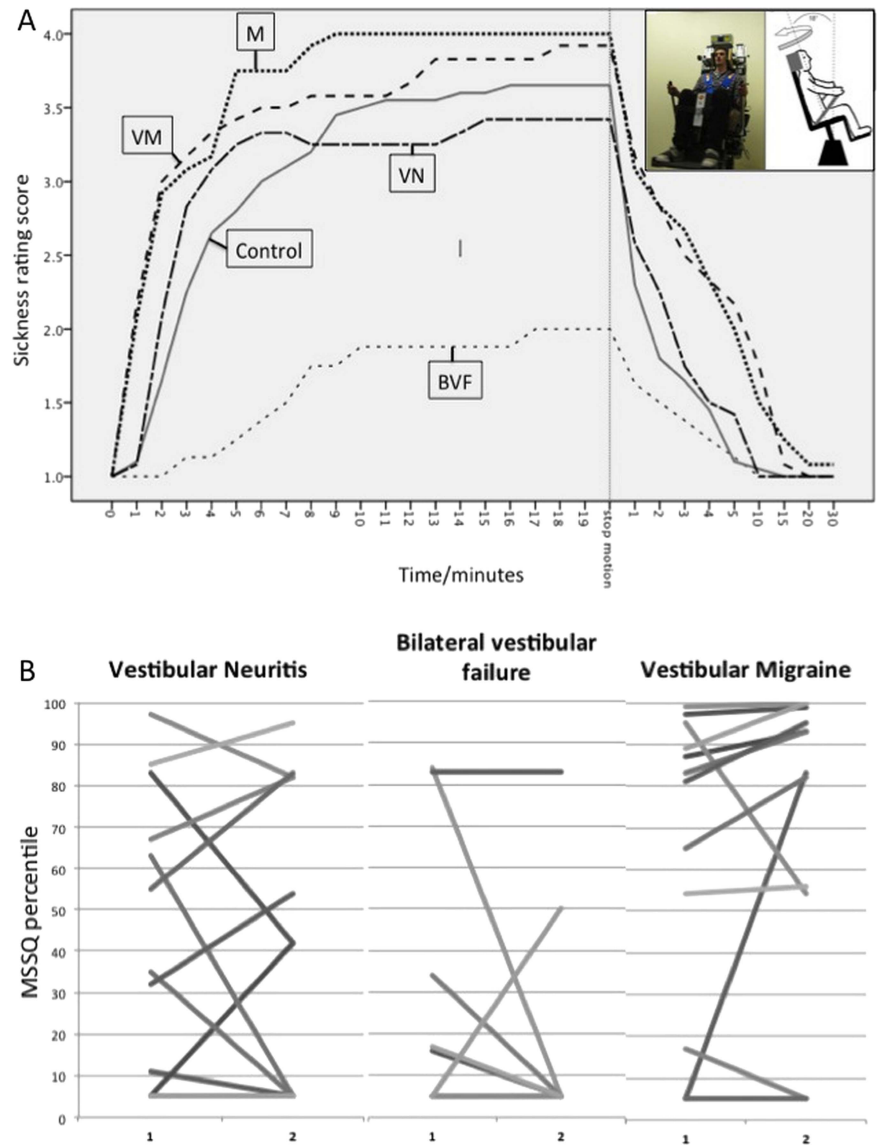 A
Sickness rating score
4.0
3.5
3.0
2.5
2.0
1.5
1.0
M
VM
VN
Control
BVF
18°
0 1 2 3 4 5 6 7 8 9 10 11 12 13 14 15 16 17 18 19 stop motion 1 2 3 4 5 10 15 20 30
Time/minutes
B
Vestibular Neuritis
Bilateral vestibular
failure
Vestibular Migraine
MSSQ percentile
100
90
80
70
60
50
40
30
20
10
0
1 2
1 2
1 2